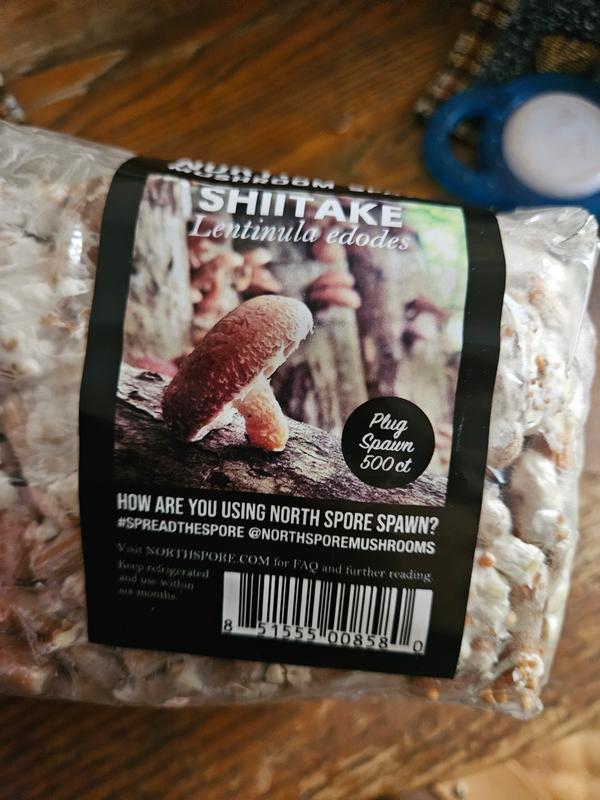 MUSHROOM
SHIITAKE
Lentinula edodes
Plug
Spawn
500 ct
HOW ARE YOU USING NORTH SPORE SPAWN?
#SPREADTHESPORE @NORTHSPOREMUSHROOMS
Visit NORTHSPORE.COM for FAQ and further reading.
Keep refrigerated
and use within
six months.
8 51555 00858 0